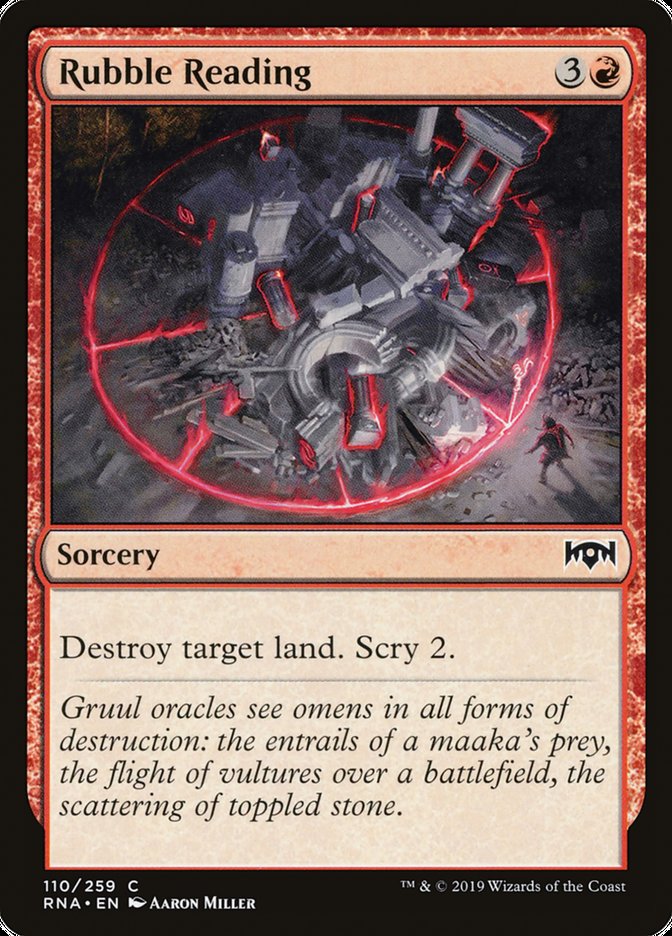 Rubble Reading 3
Sorcery
Destroy target land. Scry 2.
Gruul oracles see omens in all forms of
destruction: the entrails of a maaka's prey,
the flight of vultures over a battlefield, the
scattering of toppled stone.
110/259 C
™ & © 2019 Wizards of the Coast
RNA • EN Aaron Miller